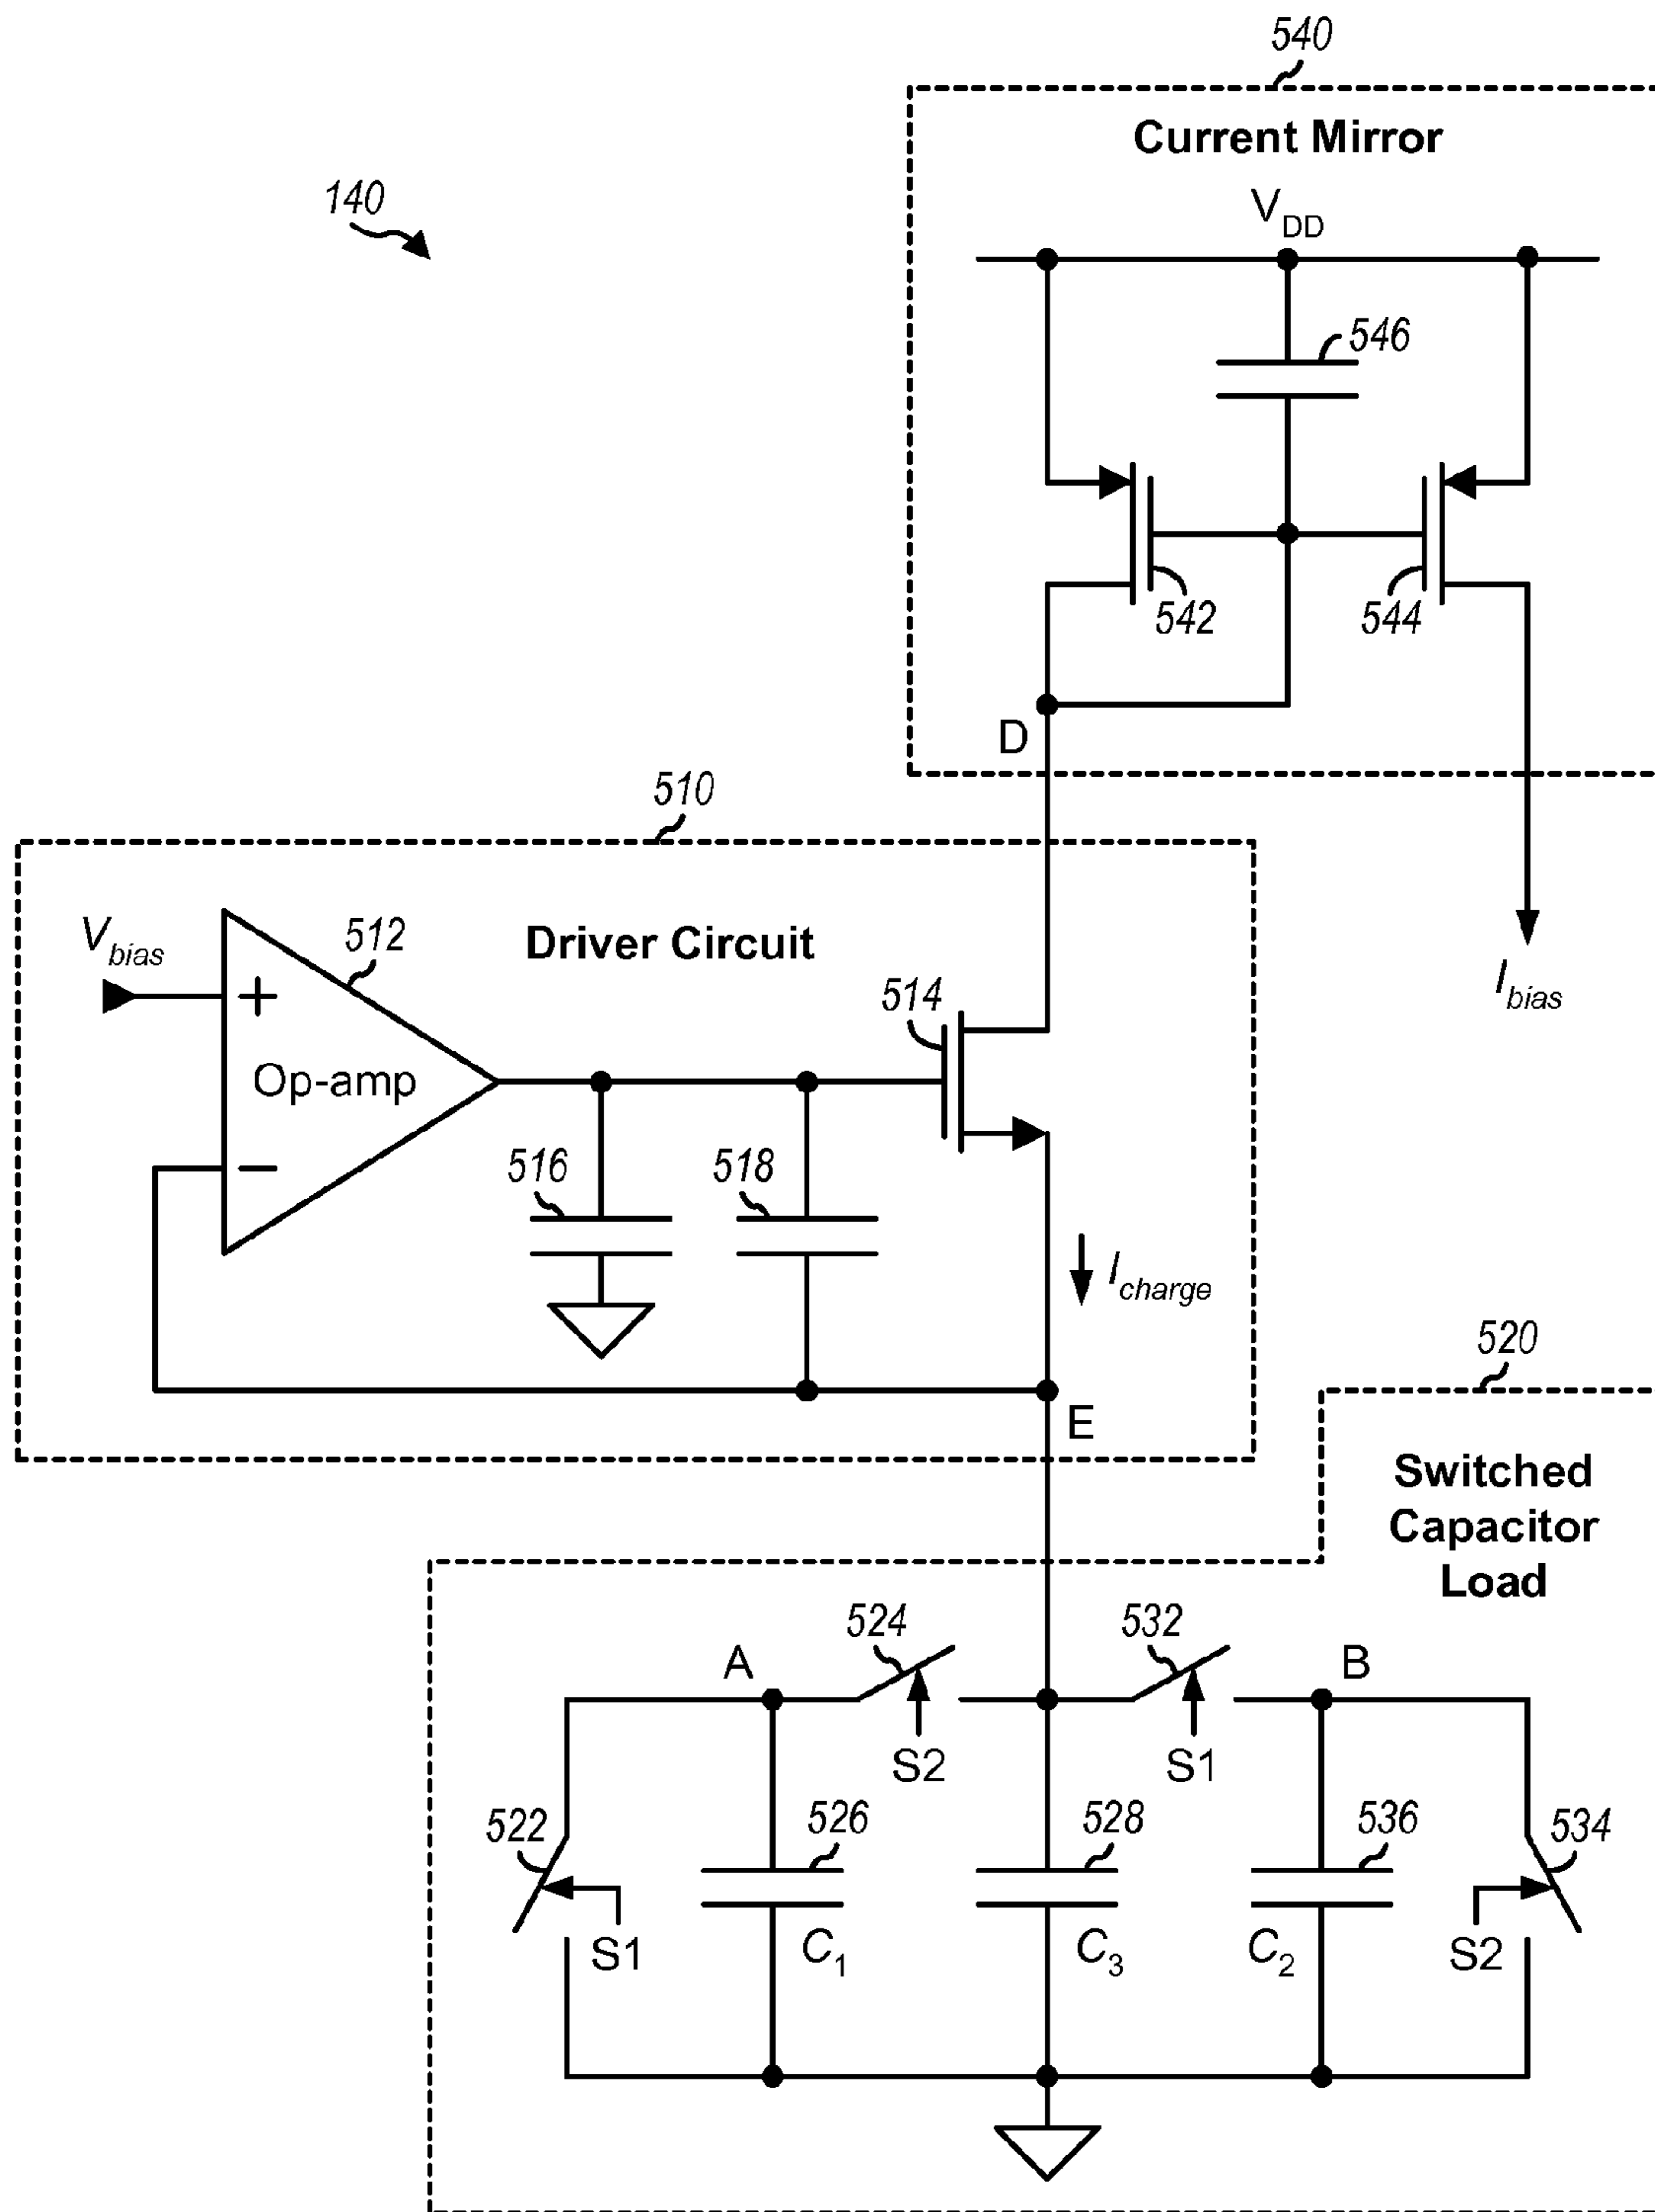 540
Current Mirror
140
VDD
546
542
544
D
510
Vbias
512
Driver Circuit
514
Ibias
+
Op-amp
−
516
518
Icharge
520
E
Switched
Capacitor
Load
524
532
A
B
S2
S1
522
526
528
536
534
S1
C1
C3
C2
S2